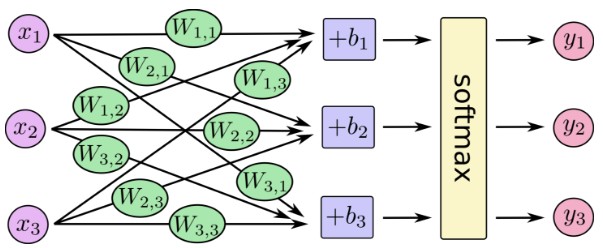 x₁ W₁,₁ +b₁ y₁
W₂,₁ W₁,₃
W₁,₂
x₂ W₂,₂ +b₂ softmax y₂
W₃,₂
W₃,₁
W₂,₃
x₃ W₃,₃ +b₃ y₃